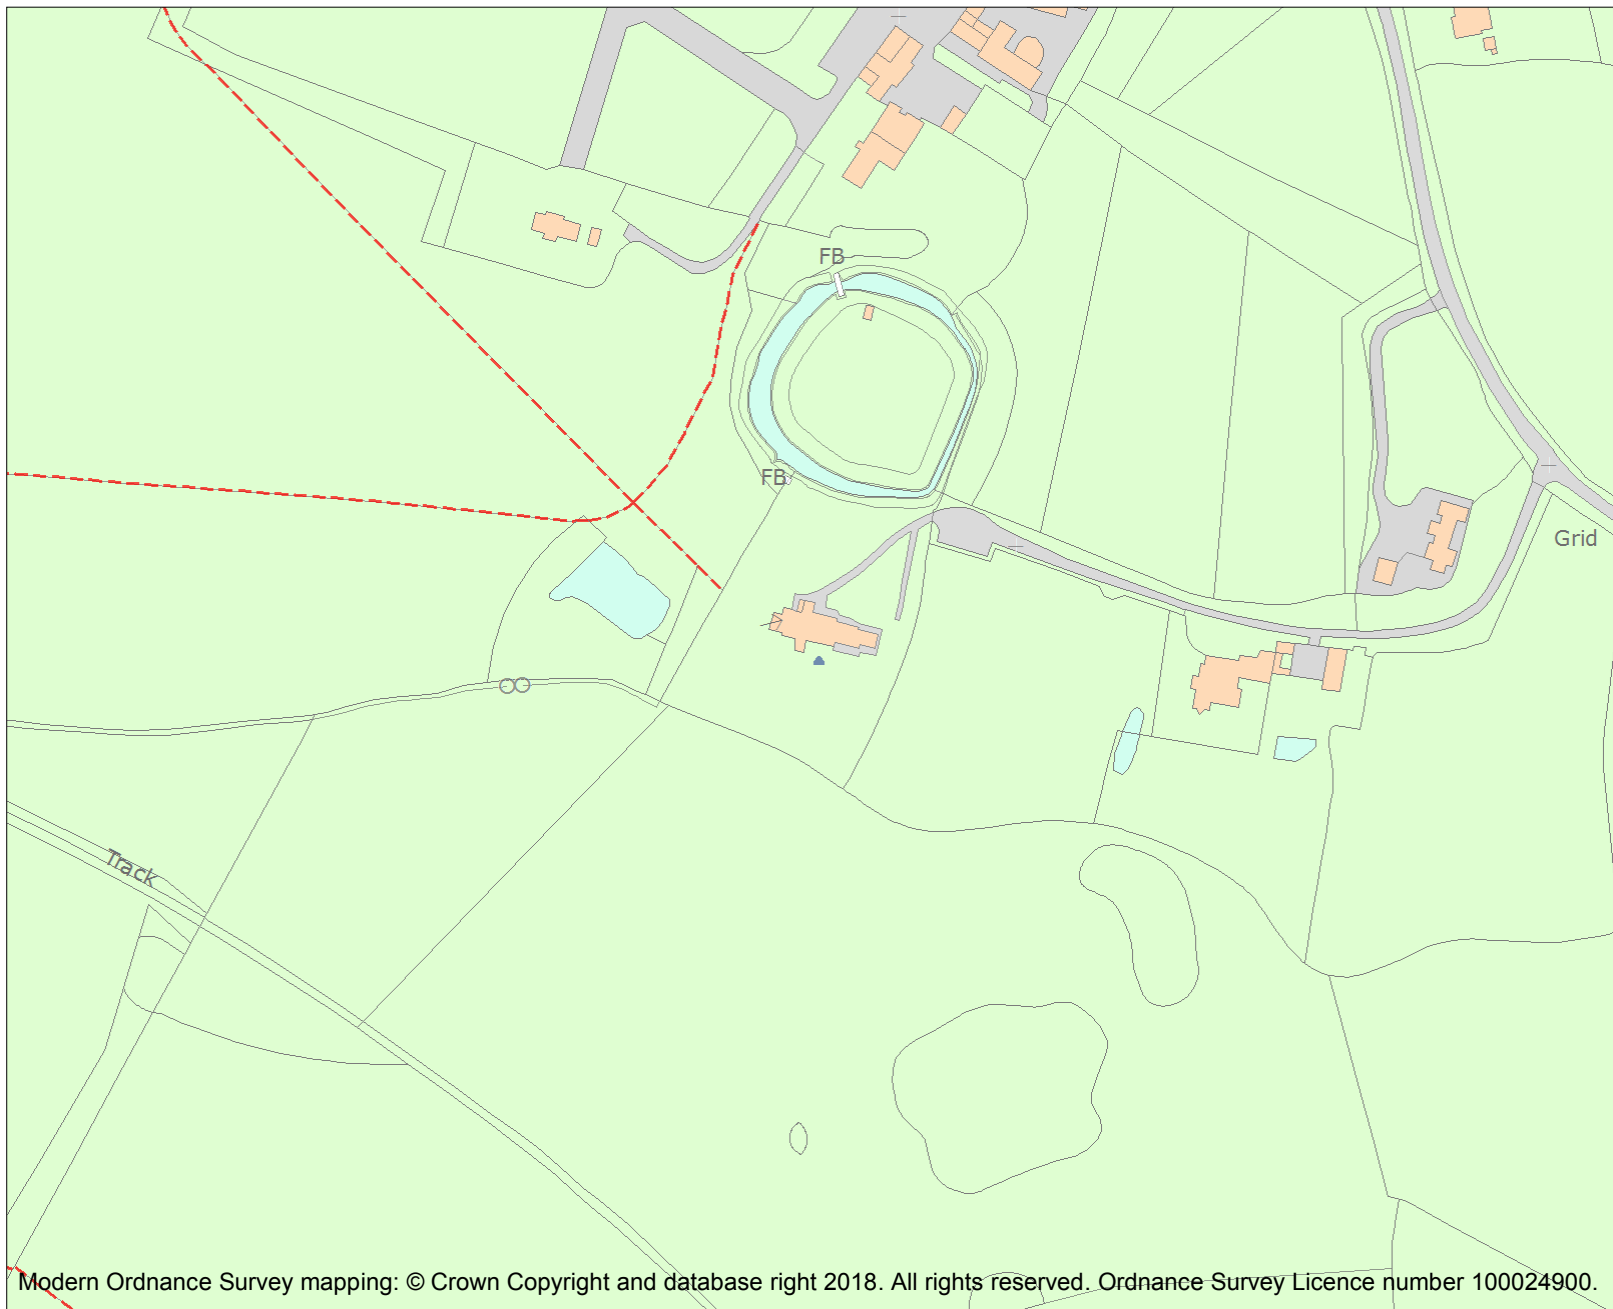 FB
FB
Grid
Track
Modern Ordnance Survey mapping: © Crown Copyright and database right 2018. All rights reserved. Ordnance Survey Licence number 100024900.